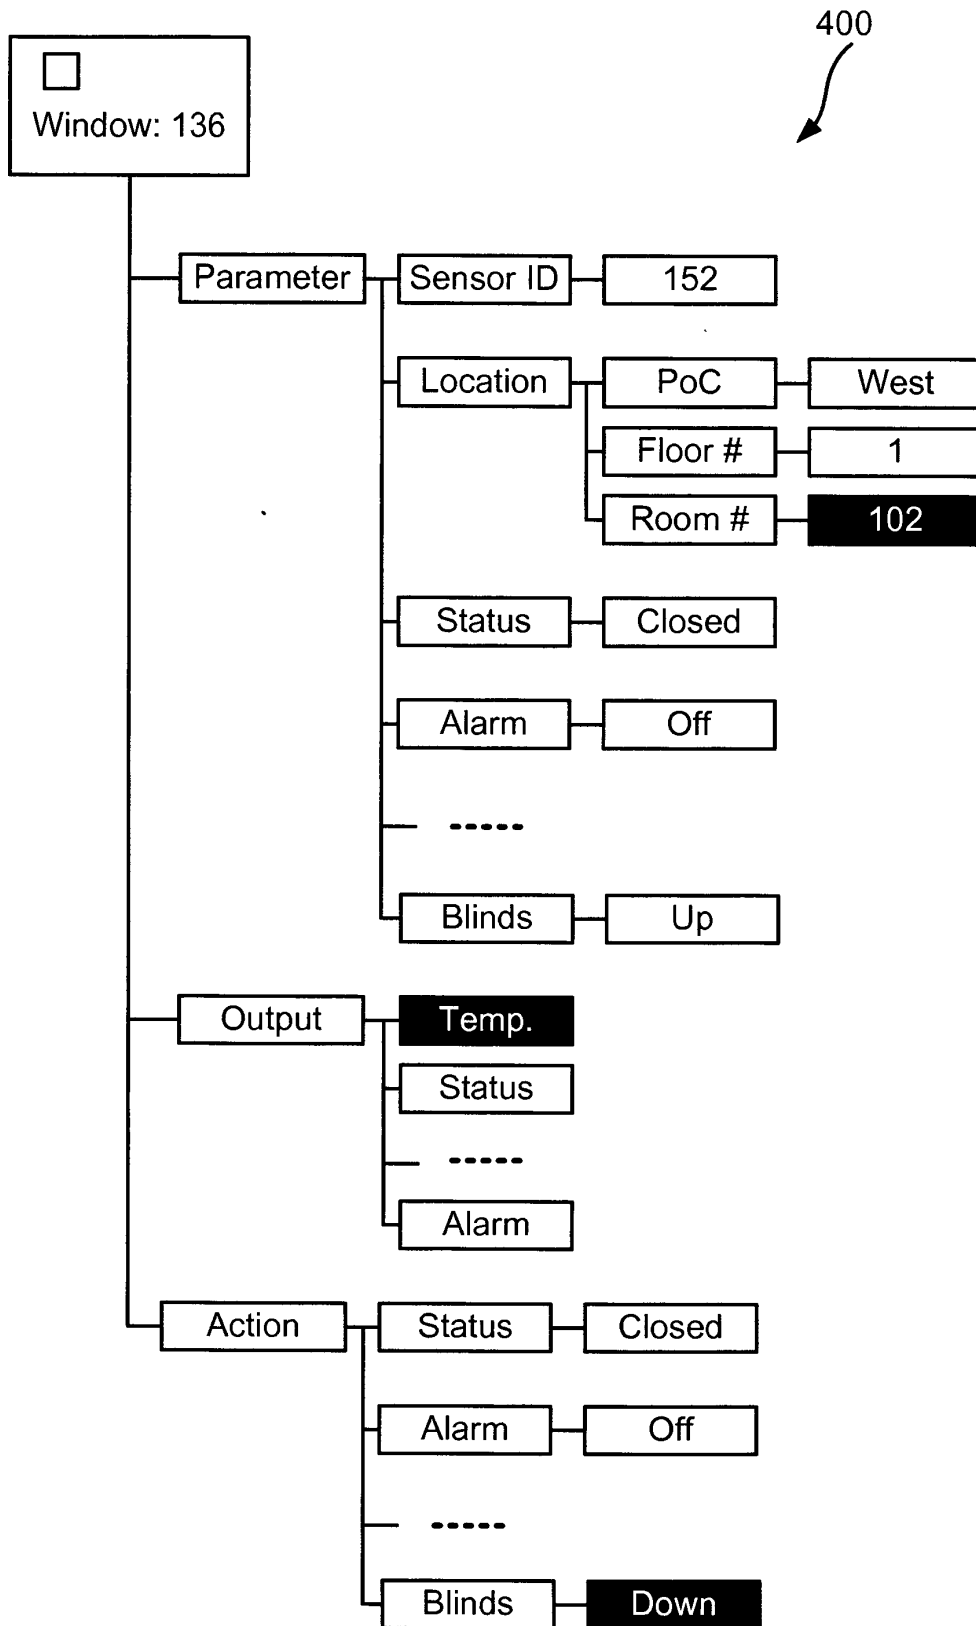 400
Window: 136
Parameter
Sensor ID
152
Location
PoC
West
Floor #
1
Room #
102
Status
Closed
Alarm
Off
-----
Blinds
Up
Output
Temp.
Status
-----
Alarm
Action
Status
Closed
Alarm
Off
-----
Blinds
Down